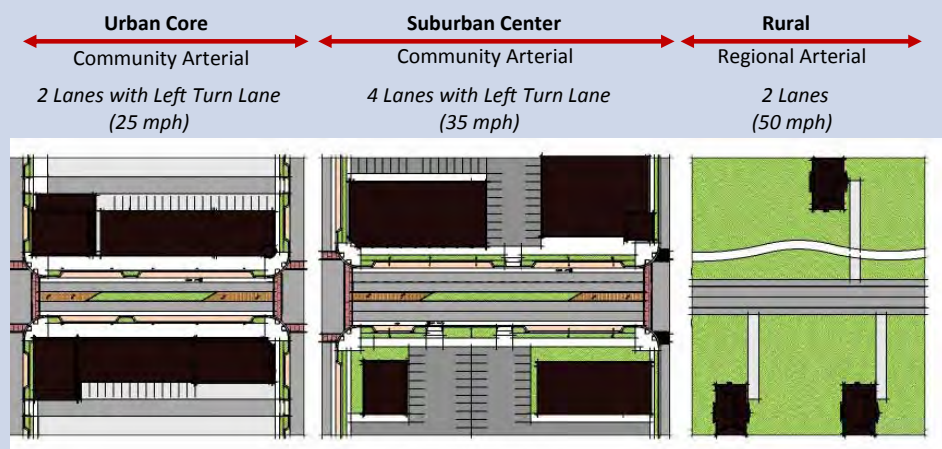 Urban Core
Community Arterial
2 Lanes with Left Turn Lane
(25 mph)
Suburban Center
Community Arterial
4 Lanes with Left Turn Lane
(35 mph)
Rural
Regional Arterial
2 Lanes
(50 mph)